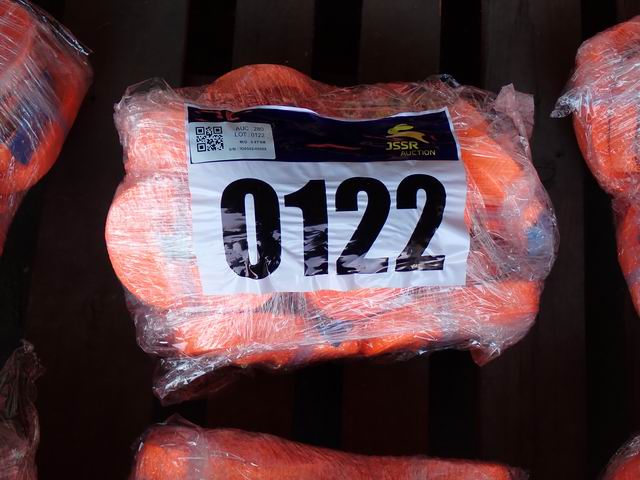 AUC : 280
LOT : 0122
JSSR
AUCTION
0122